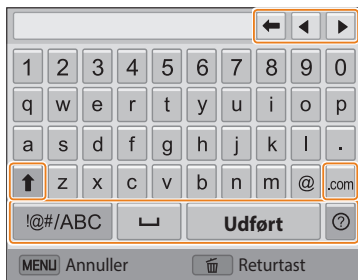 1 2 3 4 5 6 7 8 9 0
q w e r t y u i o p
a s d f g h j k l .
z x c v b n m @ .com
!@#/ABC Udført ?
MENU Annuller Returtast